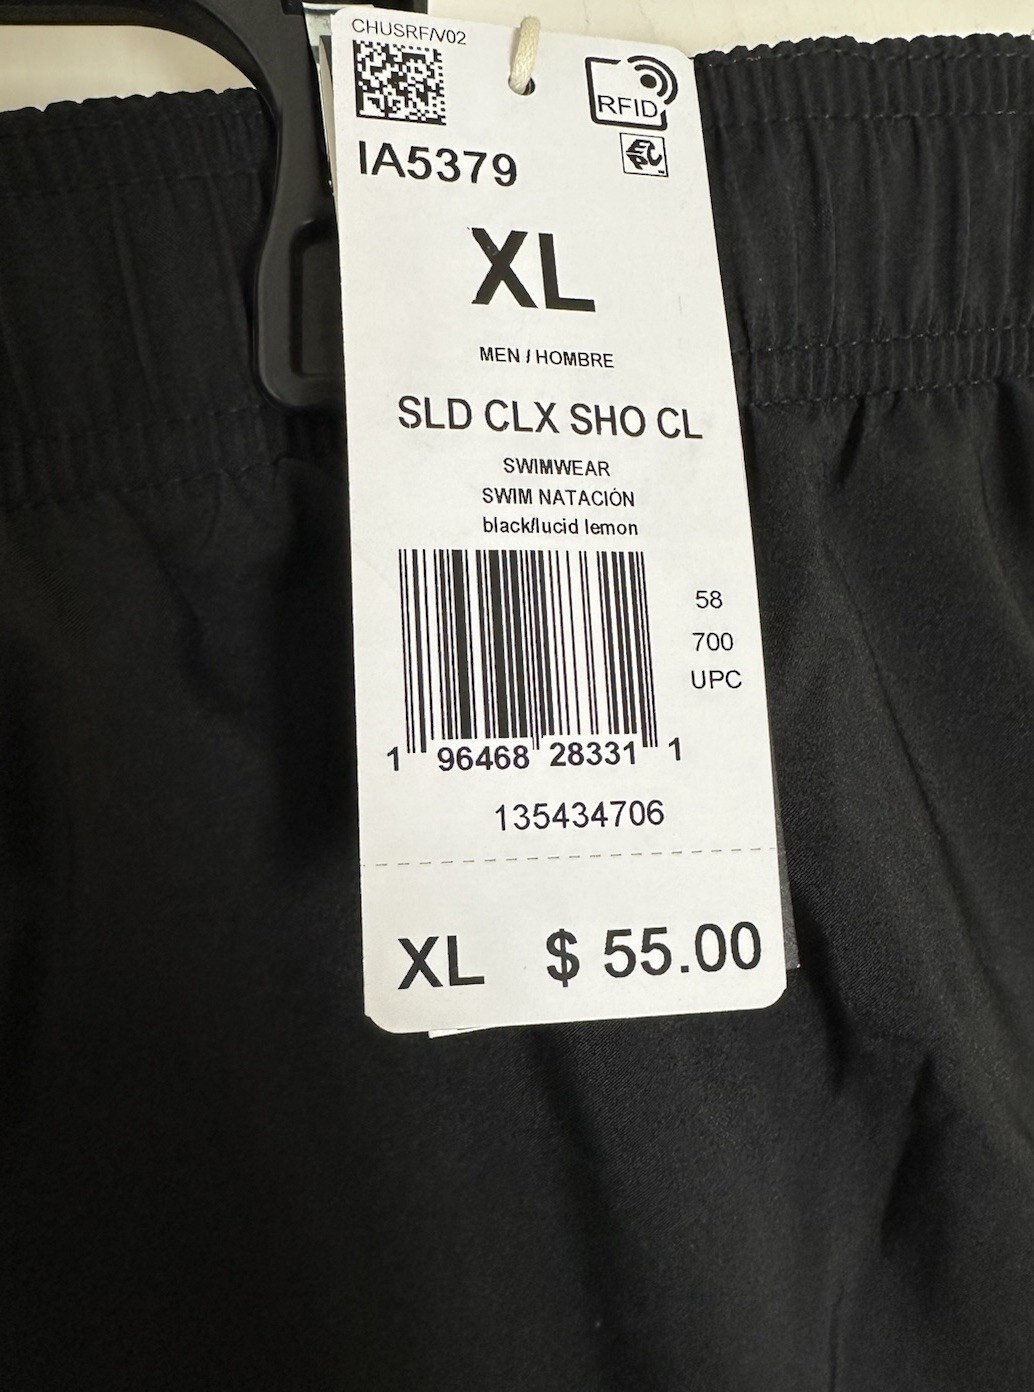 CHUSRF/V02
RFID
EPC
IA5379
XL
MEN / HOMBRE
SLD CLX SHO CL
SWIMWEAR
SWIM NATACIÓN
black/lucid lemon
58
700
UPC
1 96468 28331 1
135434706
XL $ 55.00